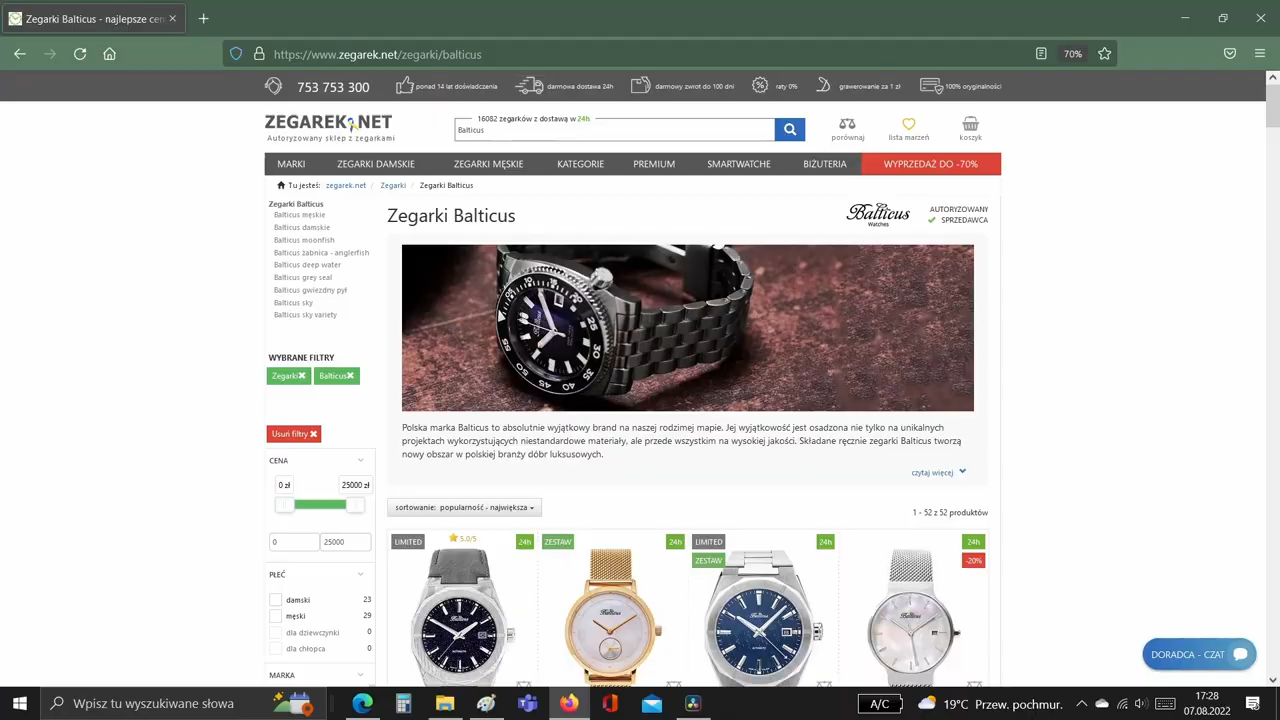 Zegarki Balticus - najlepsze cen
https://www.zegarek.net/zegarki/balticus
70%
753 753 300
ponad 14 lat doświadczenia
darmowa dostawa 24h
darmowy zwrot do 100 dni
raty 0%
grawerowanie za 1 zł
100% oryginalności
ZEGAREK.NET
Autoryzowany sklep z zegarkami
16082 zegarków z dostawą w 24h
Balticus
porównaj
lista marzeń
koszyk
MARKI
ZEGARKI DAMSKIE
ZEGARKI MĘSKIE
KATEGORIE
PREMIUM
SMARTWATCHE
BIŻUTERIA
WYPRZEDAŻ DO -70%
Tu jesteś: zegarek.net / Zegarki / Zegarki Balticus
Zegarki Balticus
Balticus męskie
Balticus damskie
Balticus moonfish
Balticus żabnica - anglerfish
Balticus deep water
Balticus grey seal
Balticus gwiezdny pył
Balticus sky
Balticus sky variety
WYBRANE FILTRY
Zegarki
Balticus
Usuń filtry
CENA
0 zł
25000 zł
0
25000
PŁEĆ
damski 23
męski 29
dla dziewczynki 0
dla chłopca 0
MARKA
Zegarki Balticus
Balticus
Watches
AUTORYZOWANY
SPRZEDAWCA
Polska marka Balticus to absolutnie wyjątkowy brand na naszej rodzimej mapie. Jej wyjątkowość jest osadzona nie tylko na unikalnych
projektach wykorzystujących niestandardowe materiały, ale przede wszystkim na wysokiej jakości. Składane ręcznie zegarki Balticus tworzą
nowy obszar w polskiej branży dóbr luksusowych.
czytaj więcej
sortowanie: popularność - największa
1 - 52 z 52 produktów
LIMITED
5.0/5
24h
ZESTAW
24h
LIMITED
ZESTAW
24h
24h
-20%
DORADCA - CZAT
Wpisz tu wyszukiwane słowa
A/C
19°C Przew. pochmur.
17:28
07.08.2022